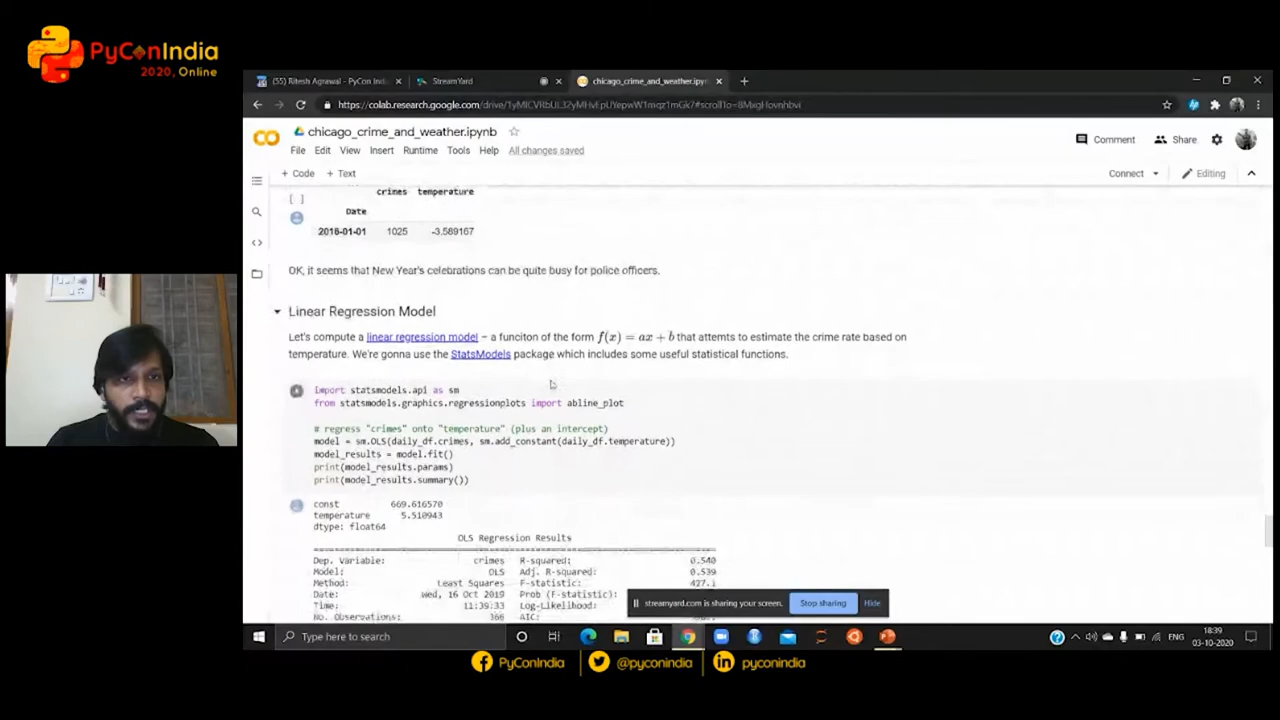 PyConIndia
2020, Online
(55) Ritesh Agrawal - PyCon Ind
StreamYard
chicago_crime_and_weather.ipyn
chicago_crime_and_weather.ipynb
File Edit View Insert Runtime Tools Help All changes saved
Comment
Share
+ Code + Text
Connect
Editing
crimes temperature
Date
2018-01-01 1025 -3.589167
OK, it seems that New Year's celebrations can be quite busy for police officers.
Linear Regression Model
Let's compute a linear regression model – a funciton of the form f(x) = ax + b that attemts to estimate the crime rate based on
temperature. We're gonna use the StatsModels package which includes some useful statistical functions.
import statsmodels.api as sm
from statsmodels.graphics.regressionplots import abline_plot
# regress "crimes" onto "temperature" (plus an intercept)
model = sm.OLS(daily_df.crimes, sm.add_constant(daily_df.temperature))
model_results = model.fit()
print(model_results.params)
print(model_results.summary())
const 669.616570
temperature 5.510943
dtype: float64
OLS Regression Results
Dep. Variable: crimes R-squared: 0.540
Model: OLS Adj. R-squared: 0.539
Method: Least Squares F-statistic: 427.1
Date: Wed, 16 Oct 2019 Prob (F-statistic):
Time: 11:39:33 Log-Likelihood:
No. Observations: 366 AIC:
streamyard.com is sharing your screen. Stop sharing Hide
Type here to search
ENG
18:39
03-10-2020
PyConIndia @pyconindia pyconindia